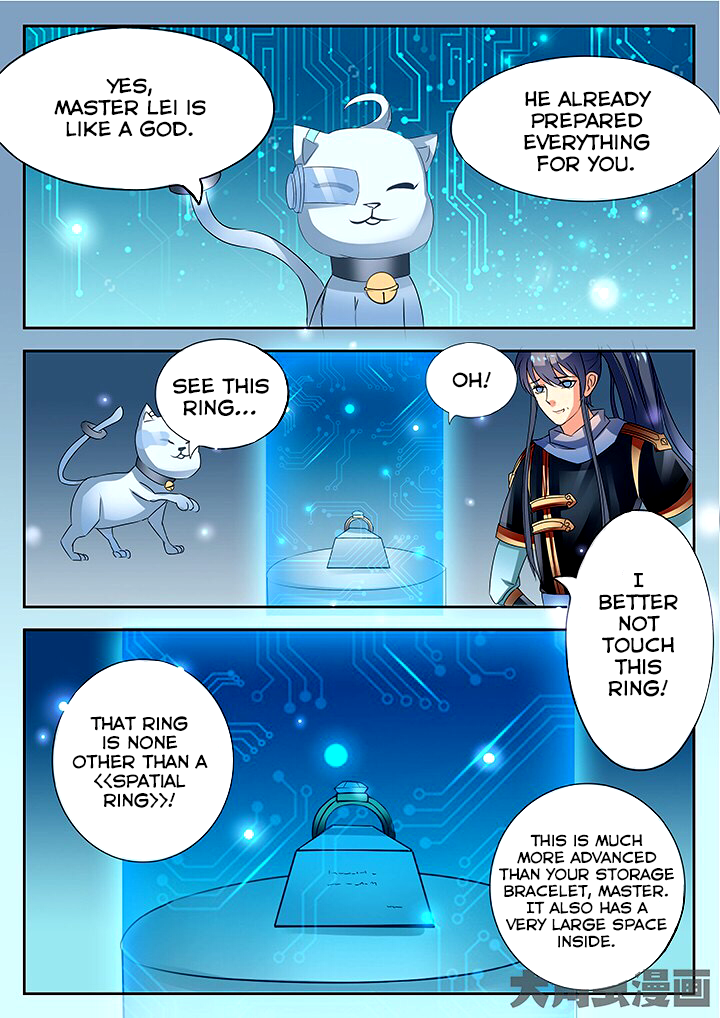 YES,
MASTER LEI IS
LIKE A GOD.
HE ALREADY
PREPARED
EVERYTHING
FOR YOU.
SEE THIS
RING...
OH!
I
BETTER
NOT
TOUCH
THIS
RING!
THAT RING
IS NONE
OTHER THAN A
<<SPATIAL
RING>>!
THIS IS MUCH
MORE ADVANCED
THAN YOUR STORAGE
BRACELET, MASTER.
IT ALSO HAS A
VERY LARGE SPACE
INSIDE.
漫画